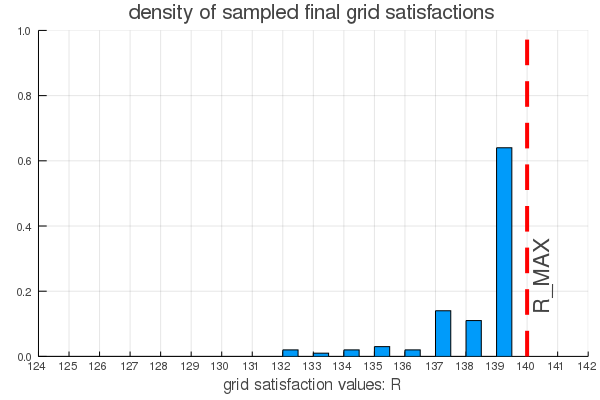 density of sampled final grid satisfactions
1.0
0.8
0.6
0.4
0.2
0.0
R_MAX
124 125 126 127 128 129 130 131 132 133 134 135 136 137 138 139 140 141 142
grid satisfaction values: R